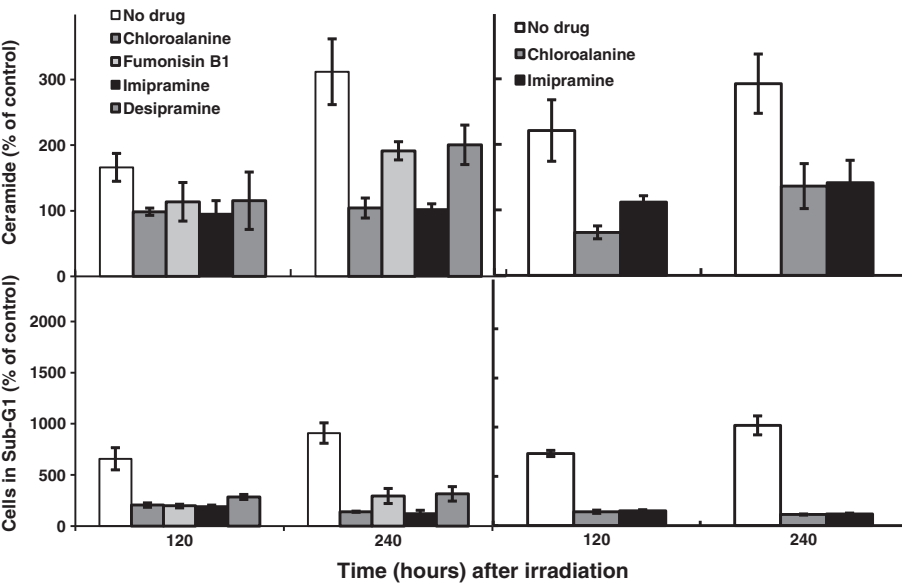 No drug
Chloroalanine
Fumonisin B1
Imipramine
Desipramine
No drug
Chloroalanine
Imipramine
Ceramide (% of control)
300
200
100
0
Cells in Sub-G1 (% of control)
2000
1500
1000
500
0
120
240
120
240
Time (hours) after irradiation